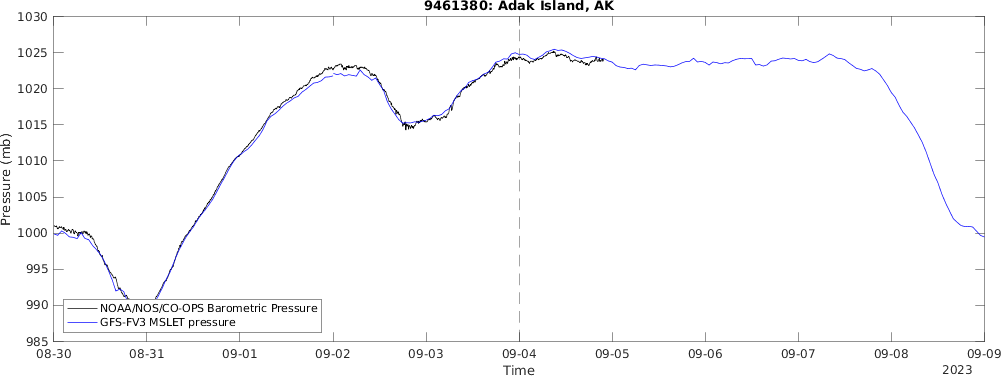 9461380: Adak Island, AK
1030
1025
1020
1015
1010
1005
1000
995
990
985
Pressure (mb)
NOAA/NOS/CO-OPS Barometric Pressure
GFS-FV3 MSLET pressure
08-30 08-31 09-01 09-02 09-03 09-04 09-05 09-06 09-07 09-08 09-09
Time
2023